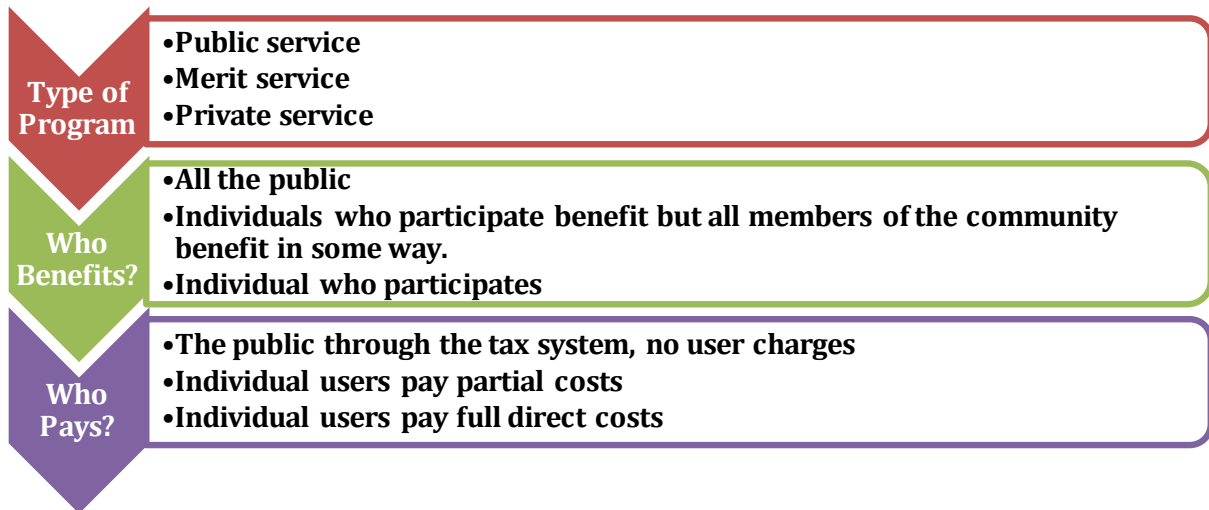 Type of
Program
•Public service
•Merit service
•Private service
Who
Benefits?
•All the public
•Individuals who participate benefit but all members of the community
benefit in some way.
•Individual who participates
Who
Pays?
•The public through the tax system, no user charges
•Individual users pay partial costs
•Individual users pay full direct costs